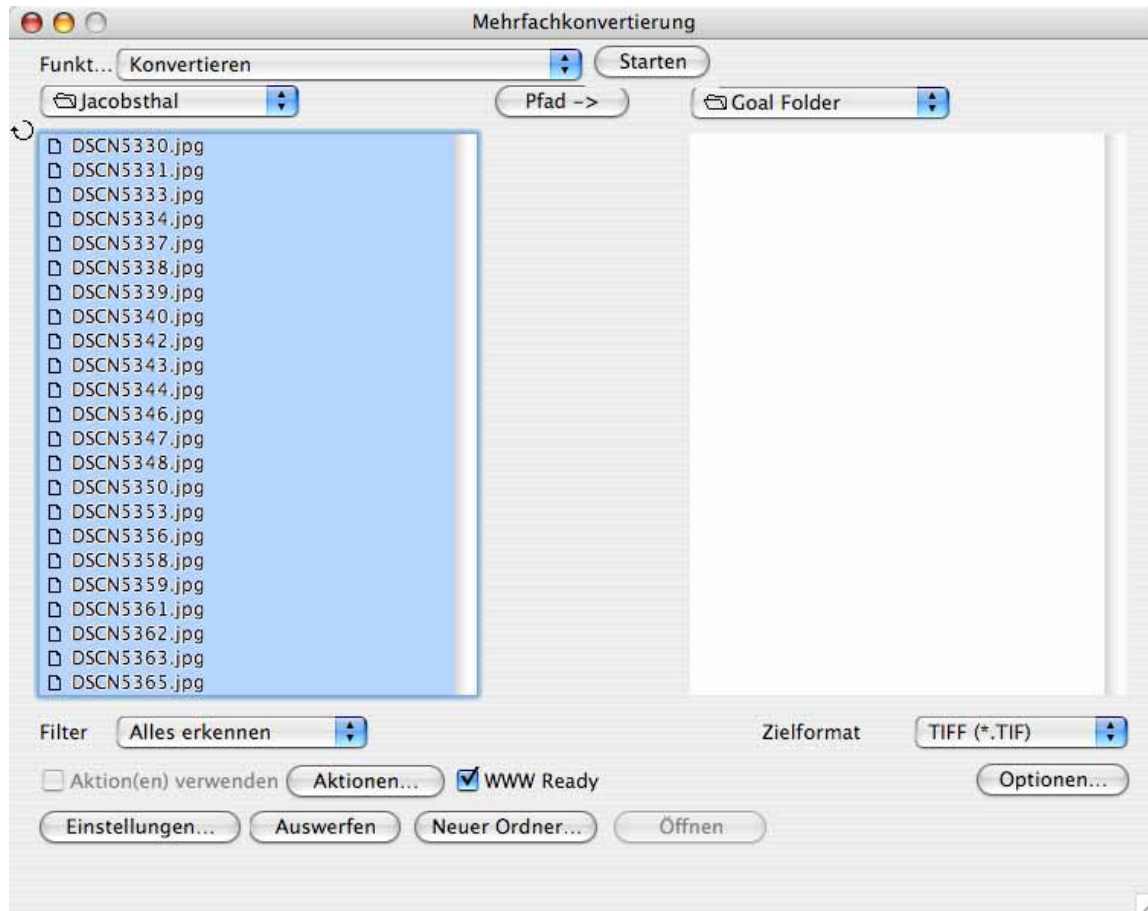 Mehrfachkonvertierung
Funkt... Konvertieren Starten
Jacobsthal Pfad -> Goal Folder
DSCN5330.jpg
DSCN5331.jpg
DSCN5333.jpg
DSCN5334.jpg
DSCN5337.jpg
DSCN5338.jpg
DSCN5339.jpg
DSCN5340.jpg
DSCN5342.jpg
DSCN5343.jpg
DSCN5344.jpg
DSCN5346.jpg
DSCN5347.jpg
DSCN5348.jpg
DSCN5350.jpg
DSCN5353.jpg
DSCN5356.jpg
DSCN5358.jpg
DSCN5359.jpg
DSCN5361.jpg
DSCN5362.jpg
DSCN5363.jpg
DSCN5365.jpg
Filter Alles erkennen Zielformat TIFF (*.TIF)
Aktion(en) verwenden Aktionen... WWW Ready Optionen...
Einstellungen... Auswerfen Neuer Ordner... Öffnen